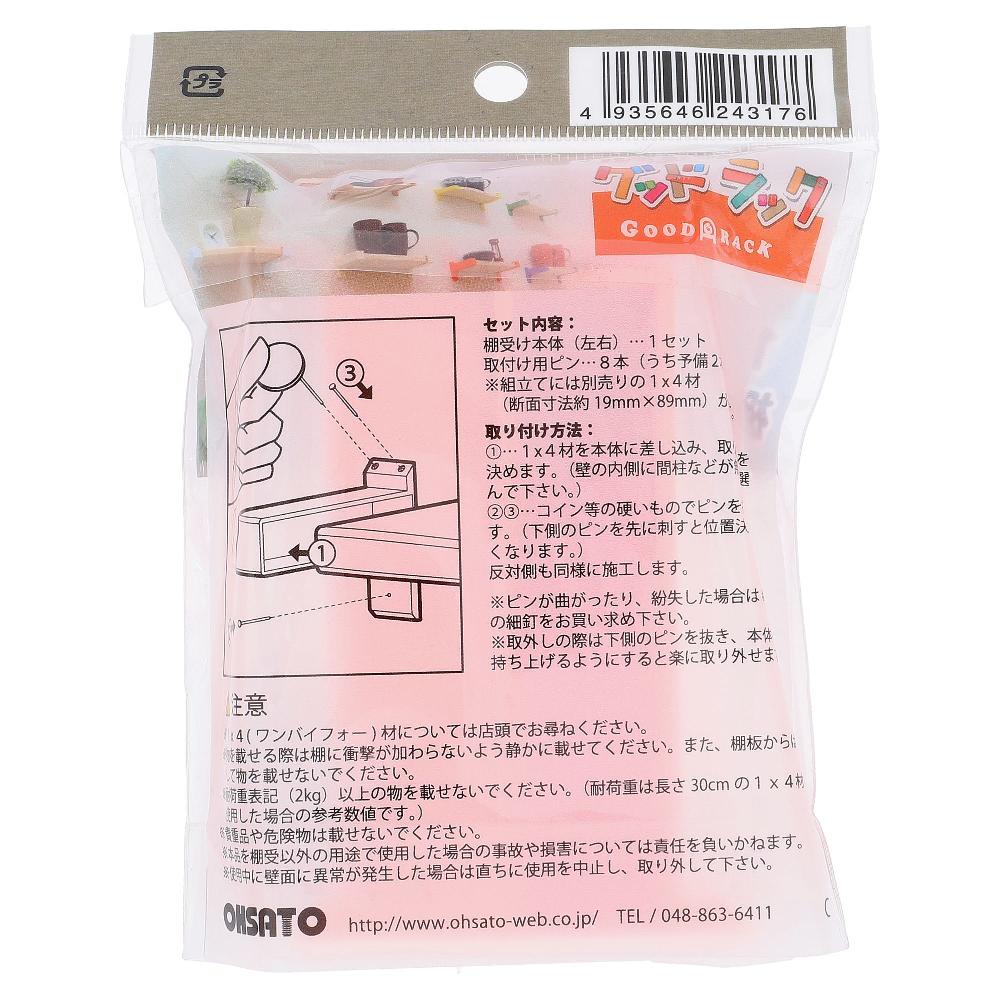 プラ
4 935646 243176
グッドラック
GOOD RACK
セット内容：
棚受け本体（左右）…１セット
取付け用ピン…８本（うち予備2
※組立てには別売りの１x４材
（断面寸法約19mm×89mm）が
取り付け方法：
①…１x４材を本体に差し込み、取
決めます。（壁の内側に間柱などが
を
選
んで下さい。）
②③…コイン等の硬いものでピンを
す。（下側のピンを先に刺すと位置決
くなります。）
反対側も同様に施工します。
※ピンが曲がったり、紛失した場合は
の細釘をお買い求め下さい。
※取外しの際は下側のピンを抜き、本体
持ち上げるようにすると楽に取り外せま
③
①
注意
x４(ワンバイフォー)材については店頭でお尋ねください。
物を載せる際は棚に衝撃が加わらないよう静かに載せてください。また、棚板からは
して物を載せないでください。
耐荷重表記（2kg）以上の物を載せないでください。（耐荷重は長さ30cmの１ｘ４材
使用した場合の参考数値です。）
※貴重品や危険物は載せないでください。
※本品を棚受以外の用途で使用した場合の事故や損害については責任を負いかねます。
※使用中に壁面に異常が発生した場合は直ちに使用を中止し、取り外して下さい。
OHSATO http://www.ohsato-web.co.jp/ TEL / 048-863-6411